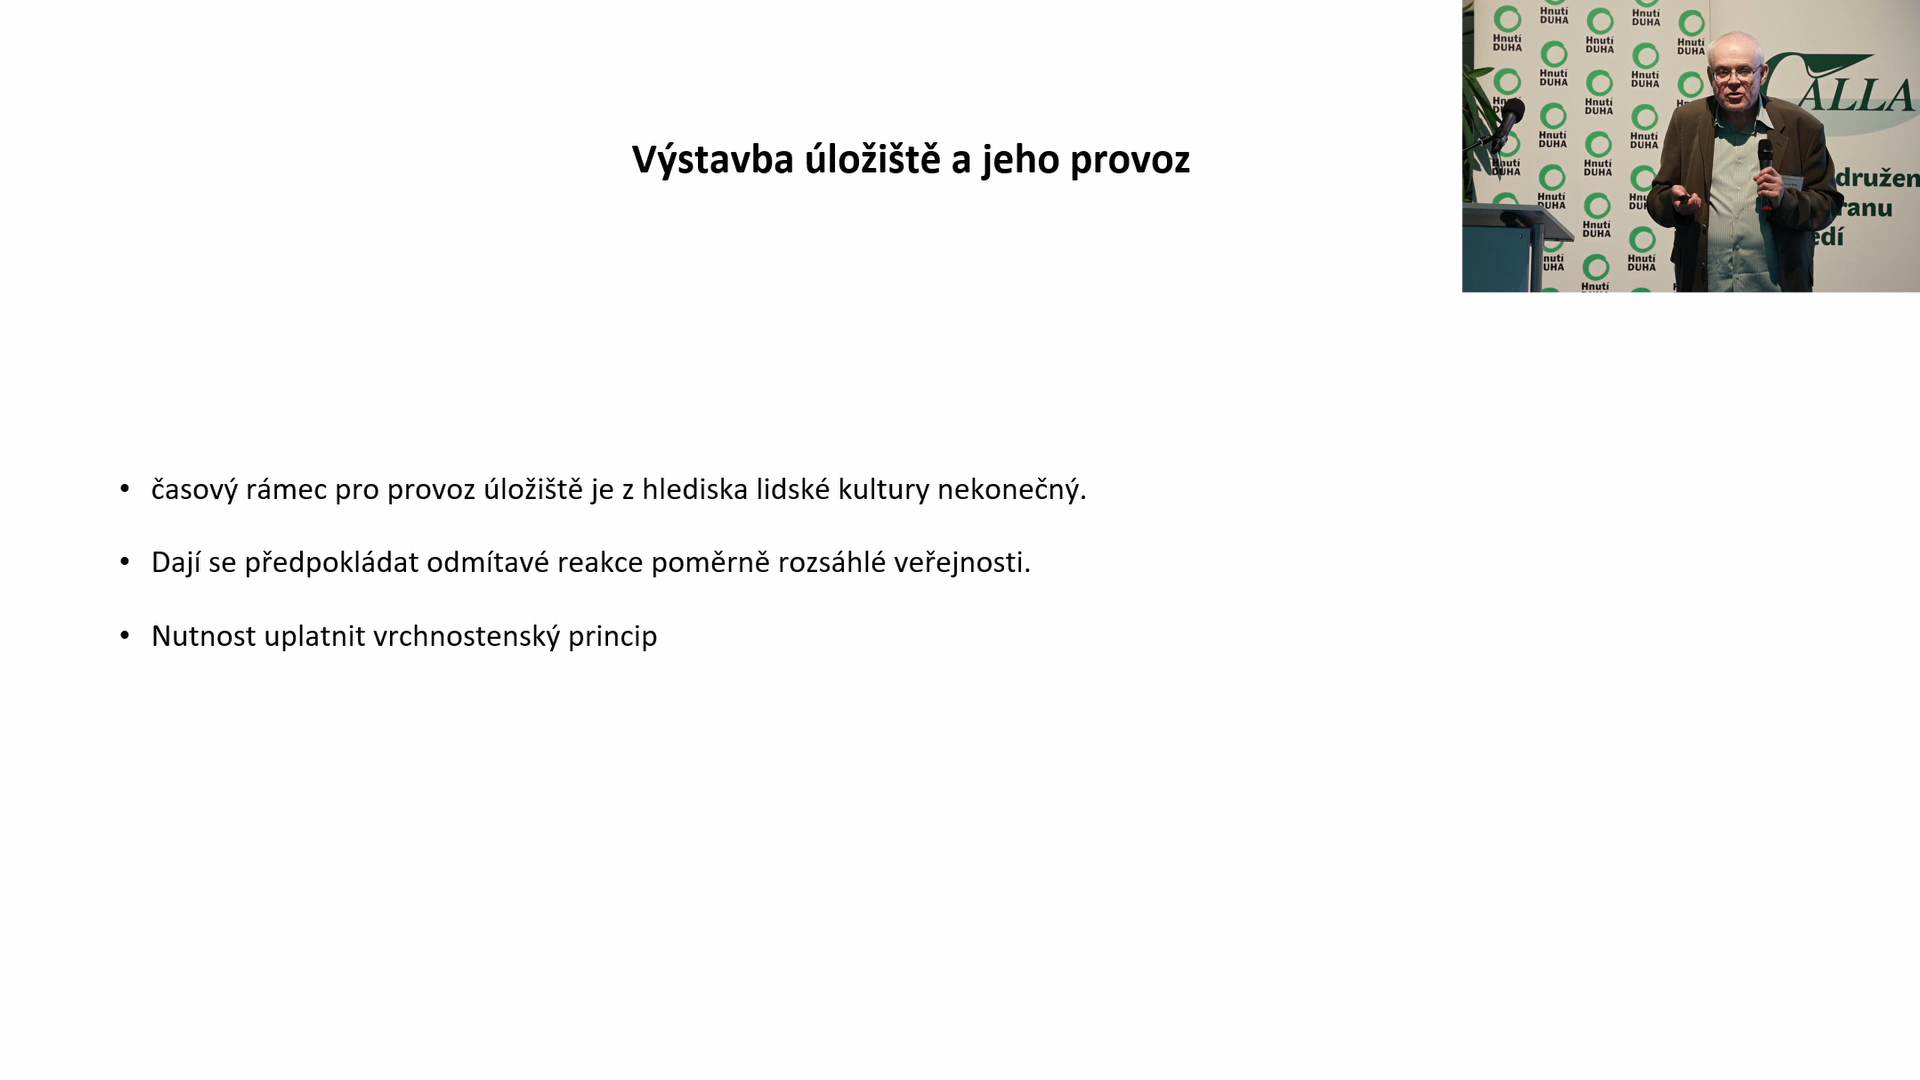 Výstavba úložiště a jeho provoz
• časový rámec pro provoz úložiště je z hlediska lidské kultury nekonečný.
• Dají se předpokládat odmítavé reakce poměrně rozsáhlé veřejnosti.
• Nutnost uplatnit vrchnostenský princip
Hnutí
DUHA
CALLA